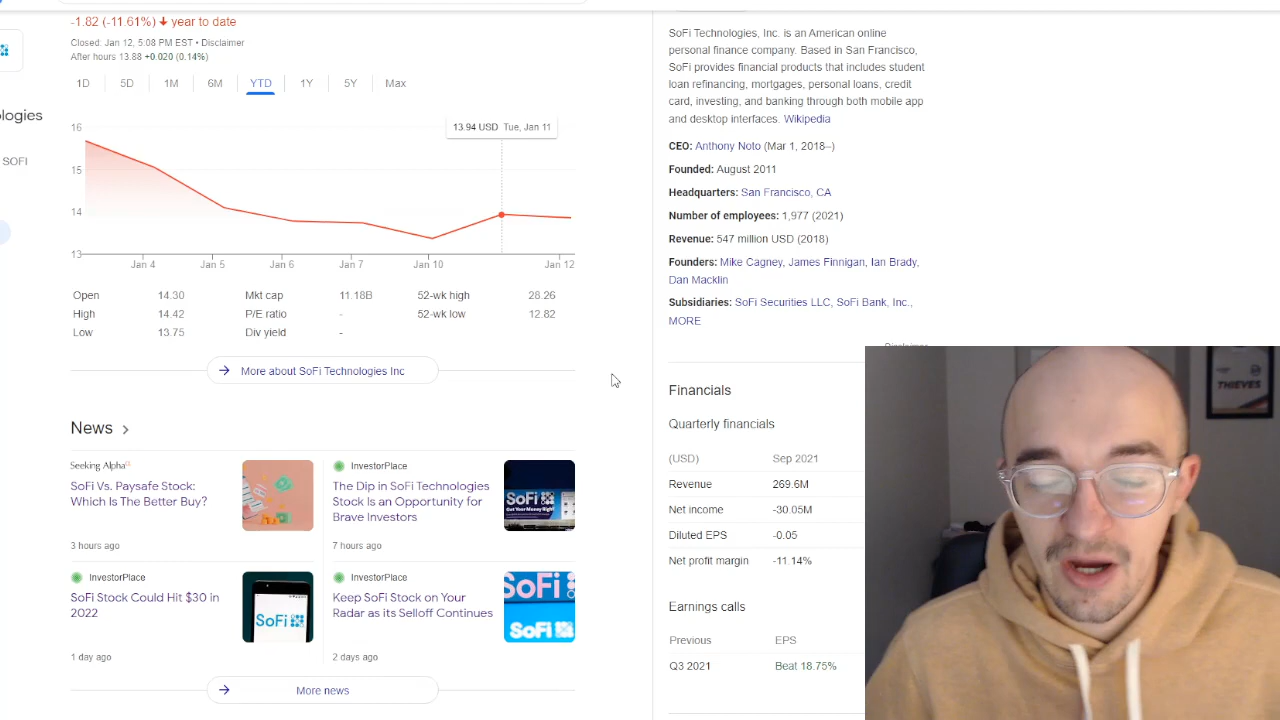 -1.82 (-11.61%) ↓ year to date
Closed: Jan 12, 5:08 PM EST • Disclaimer
After hours 13.88 +0.020 (0.14%)
1D 5D 1M 6M YTD 1Y 5Y Max
ologies
SOFI
16
15
14
13
13.94 USD Tue, Jan 11
Jan 4 Jan 5 Jan 6 Jan 7 Jan 10 Jan 12
Open 14.30 Mkt cap 11.18B 52-wk high 28.26
High 14.42 P/E ratio - 52-wk low 12.82
Low 13.75 Div yield -
More about SoFi Technologies Inc
News
Seeking Alpha
SoFi Vs. Paysafe Stock:
Which Is The Better Buy?
3 hours ago
InvestorPlace
The Dip in SoFi Technologies
Stock Is an Opportunity for
Brave Investors
SoFi
Get Your Money Right
7 hours ago
InvestorPlace
SoFi Stock Could Hit $30 in
2022
SoFi
1 day ago
InvestorPlace
Keep SoFi Stock on Your
Radar as its Selloff Continues
SoFi
SoFi
2 days ago
More news
SoFi Technologies, Inc. is an American online
personal finance company. Based in San Francisco,
SoFi provides financial products that includes student
loan refinancing, mortgages, personal loans, credit
card, investing, and banking through both mobile app
and desktop interfaces. Wikipedia
CEO: Anthony Noto (Mar 1, 2018–)
Founded: August 2011
Headquarters: San Francisco, CA
Number of employees: 1,977 (2021)
Revenue: 547 million USD (2018)
Founders: Mike Cagney, James Finnigan, Ian Brady,
Dan Macklin
Subsidiaries: SoFi Securities LLC, SoFi Bank, Inc.,
MORE
Disclaimer
Financials
Quarterly financials
(USD) Sep 2021
Revenue 269.6M
Net income -30.05M
Diluted EPS -0.05
Net profit margin -11.14%
Earnings calls
Previous EPS
Q3 2021 Beat 18.75%
THIEVES